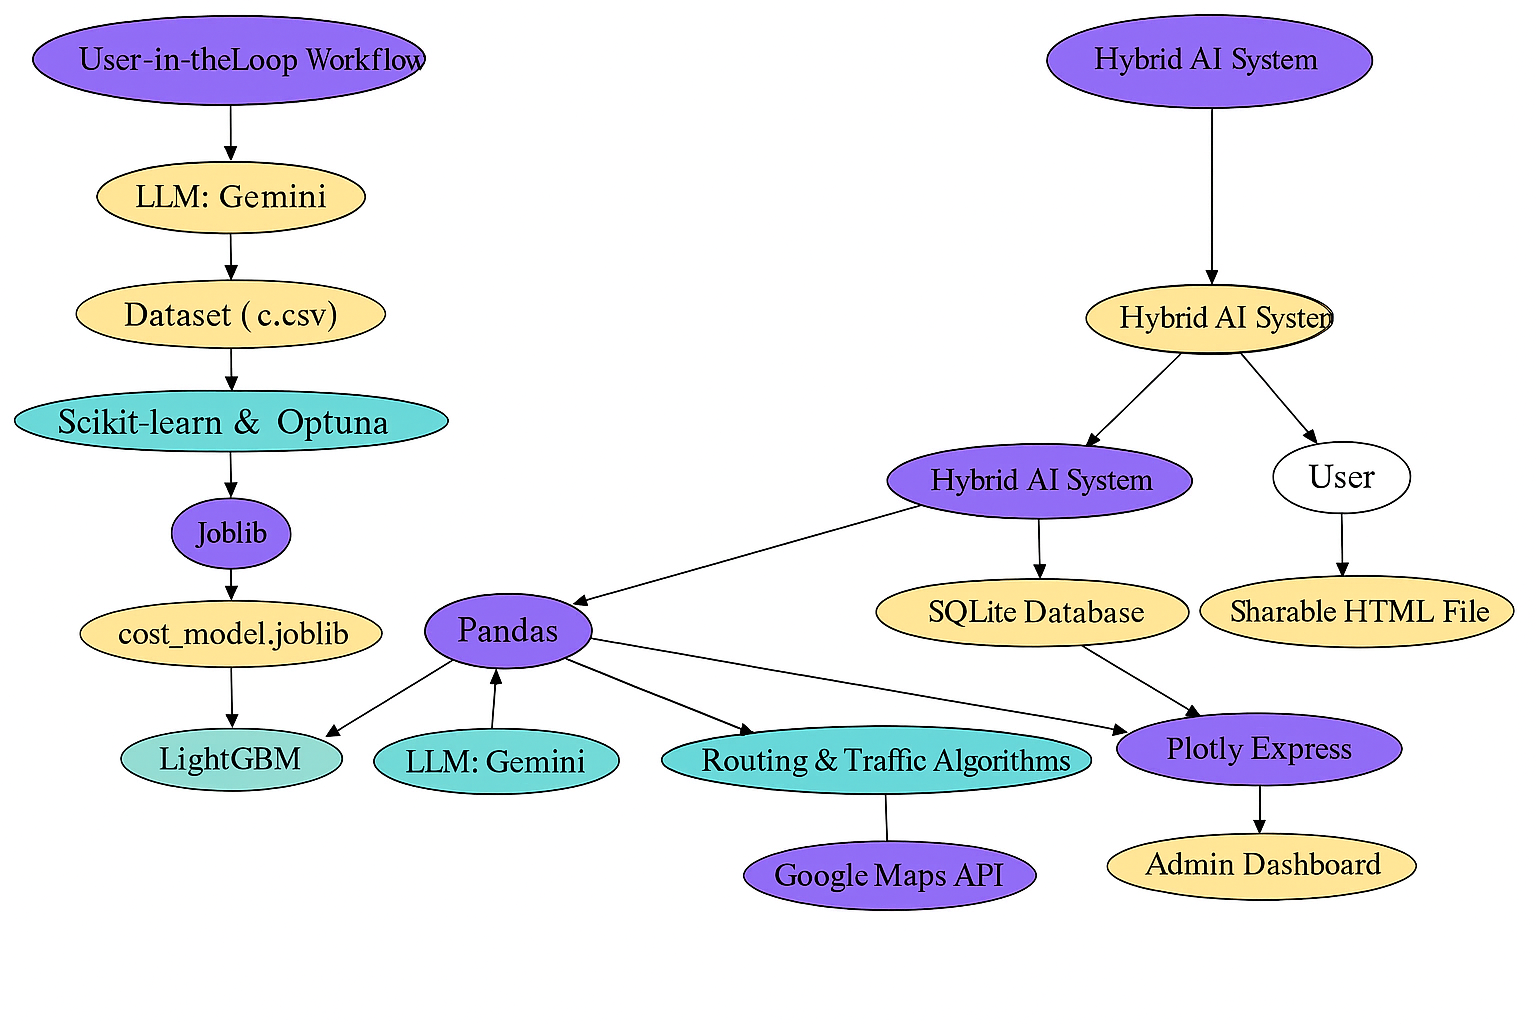 User-in-theLoop Workflow
Hybrid AI System
LLM: Gemini
Dataset (c.csv)
Hybrid AI System
Scikit-learn & Optuna
Hybrid AI System
User
Joblib
cost_model.joblib
Pandas
SQLite Database
Sharable HTML File
LightGBM
LLM: Gemini
Routing & Traffic Algorithms
Plotly Express
Google Maps API
Admin Dashboard